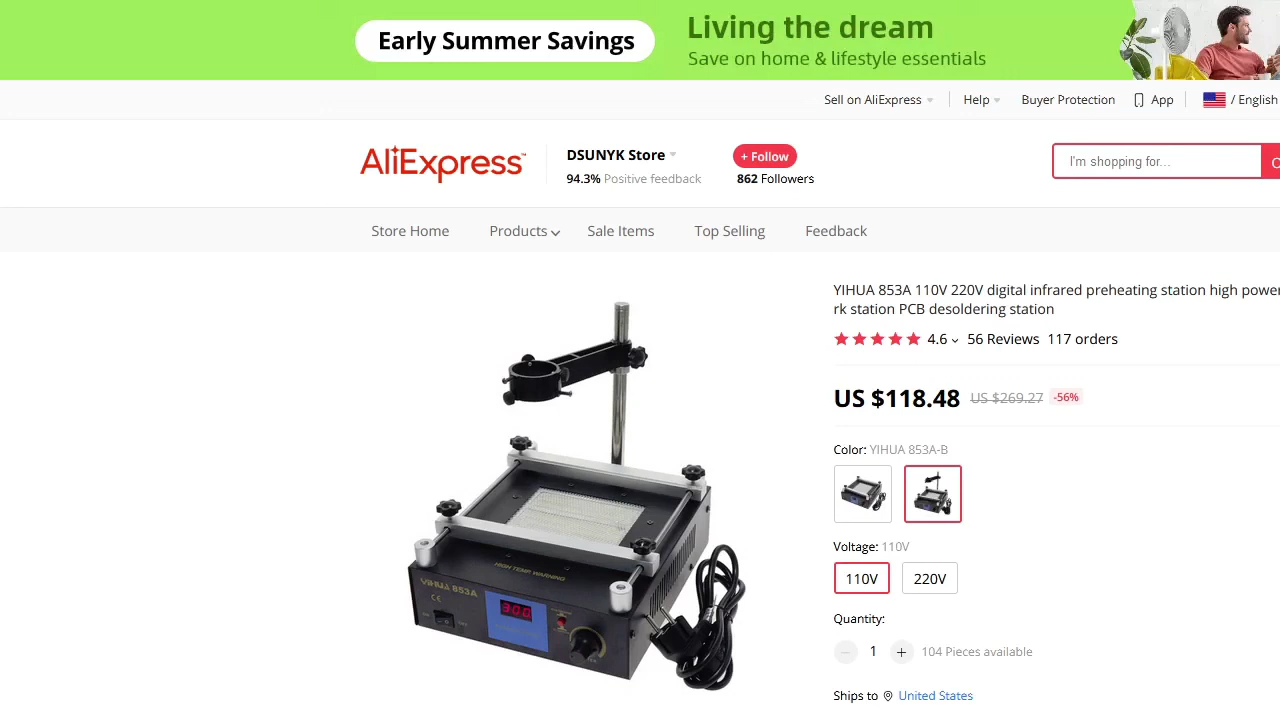 Early Summer Savings
Living the dream
Save on home & lifestyle essentials
Sell on AliExpress
Help
Buyer Protection
App
/ English
AliExpress™
DSUNYK Store
+ Follow
94.3% Positive feedback
862 Followers
I'm shopping for...
Store Home
Products
Sale Items
Top Selling
Feedback
YIHUA 853A 110V 220V digital infrared preheating station high power
rk station PCB desoldering station
4.6
56 Reviews
117 orders
US $118.48
US $269.27
-56%
Color: YIHUA 853A-B
Voltage: 110V
110V
220V
Quantity:
1
+
104 Pieces available
Ships to
United States
HIGH TEMP WARNING
YIHUA 853A
CE
300